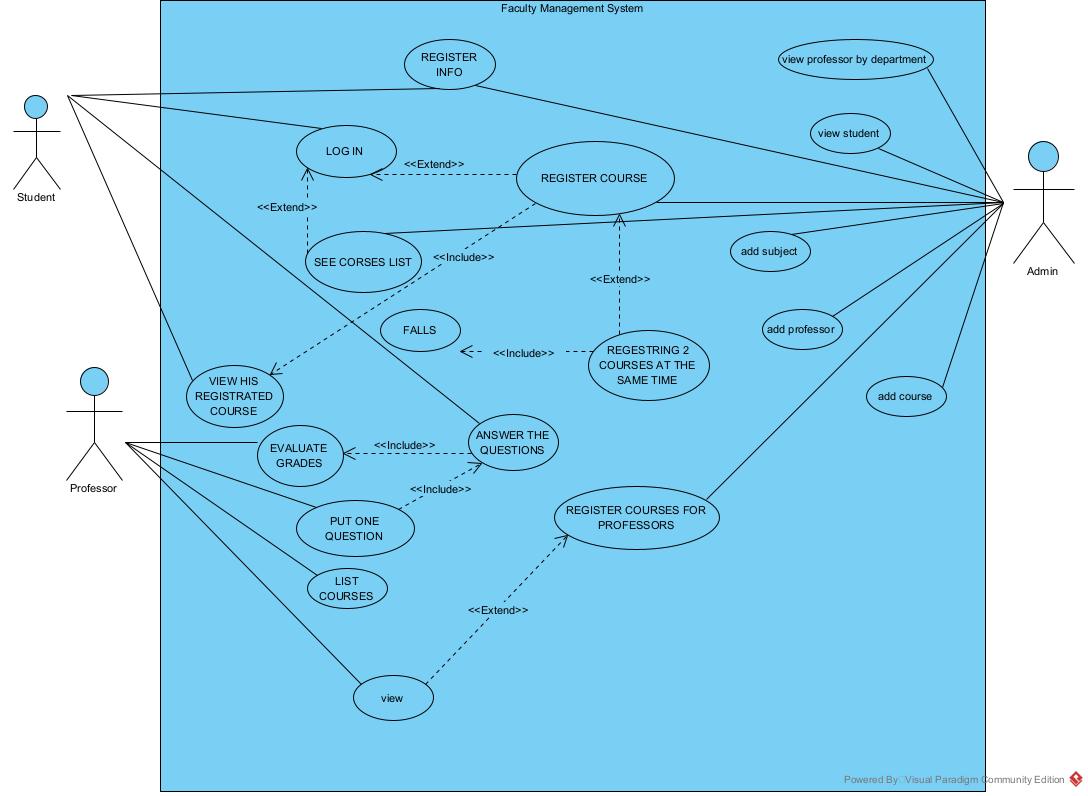 Faculty Management System
REGISTER
INFO
view professor by department
view student
LOG IN
<<Extend>>
REGISTER COURSE
Student
<<Extend>>
SEE CORSES LIST
<<Include>>
add subject
Admin
<<Extend>>
FALLS
add professor
<<Include>>
REGESTRING 2
COURSES AT THE
SAME TIME
VIEW HIS
REGISTRATED
COURSE
add course
ANSWER THE
QUESTIONS
<<Include>>
EVALUATE
GRADES
Professor
<<Include>>
PUT ONE
QUESTION
REGISTER COURSES FOR
PROFESSORS
LIST
COURSES
<<Extend>>
view
Powered By Visual Paradigm Community Edition